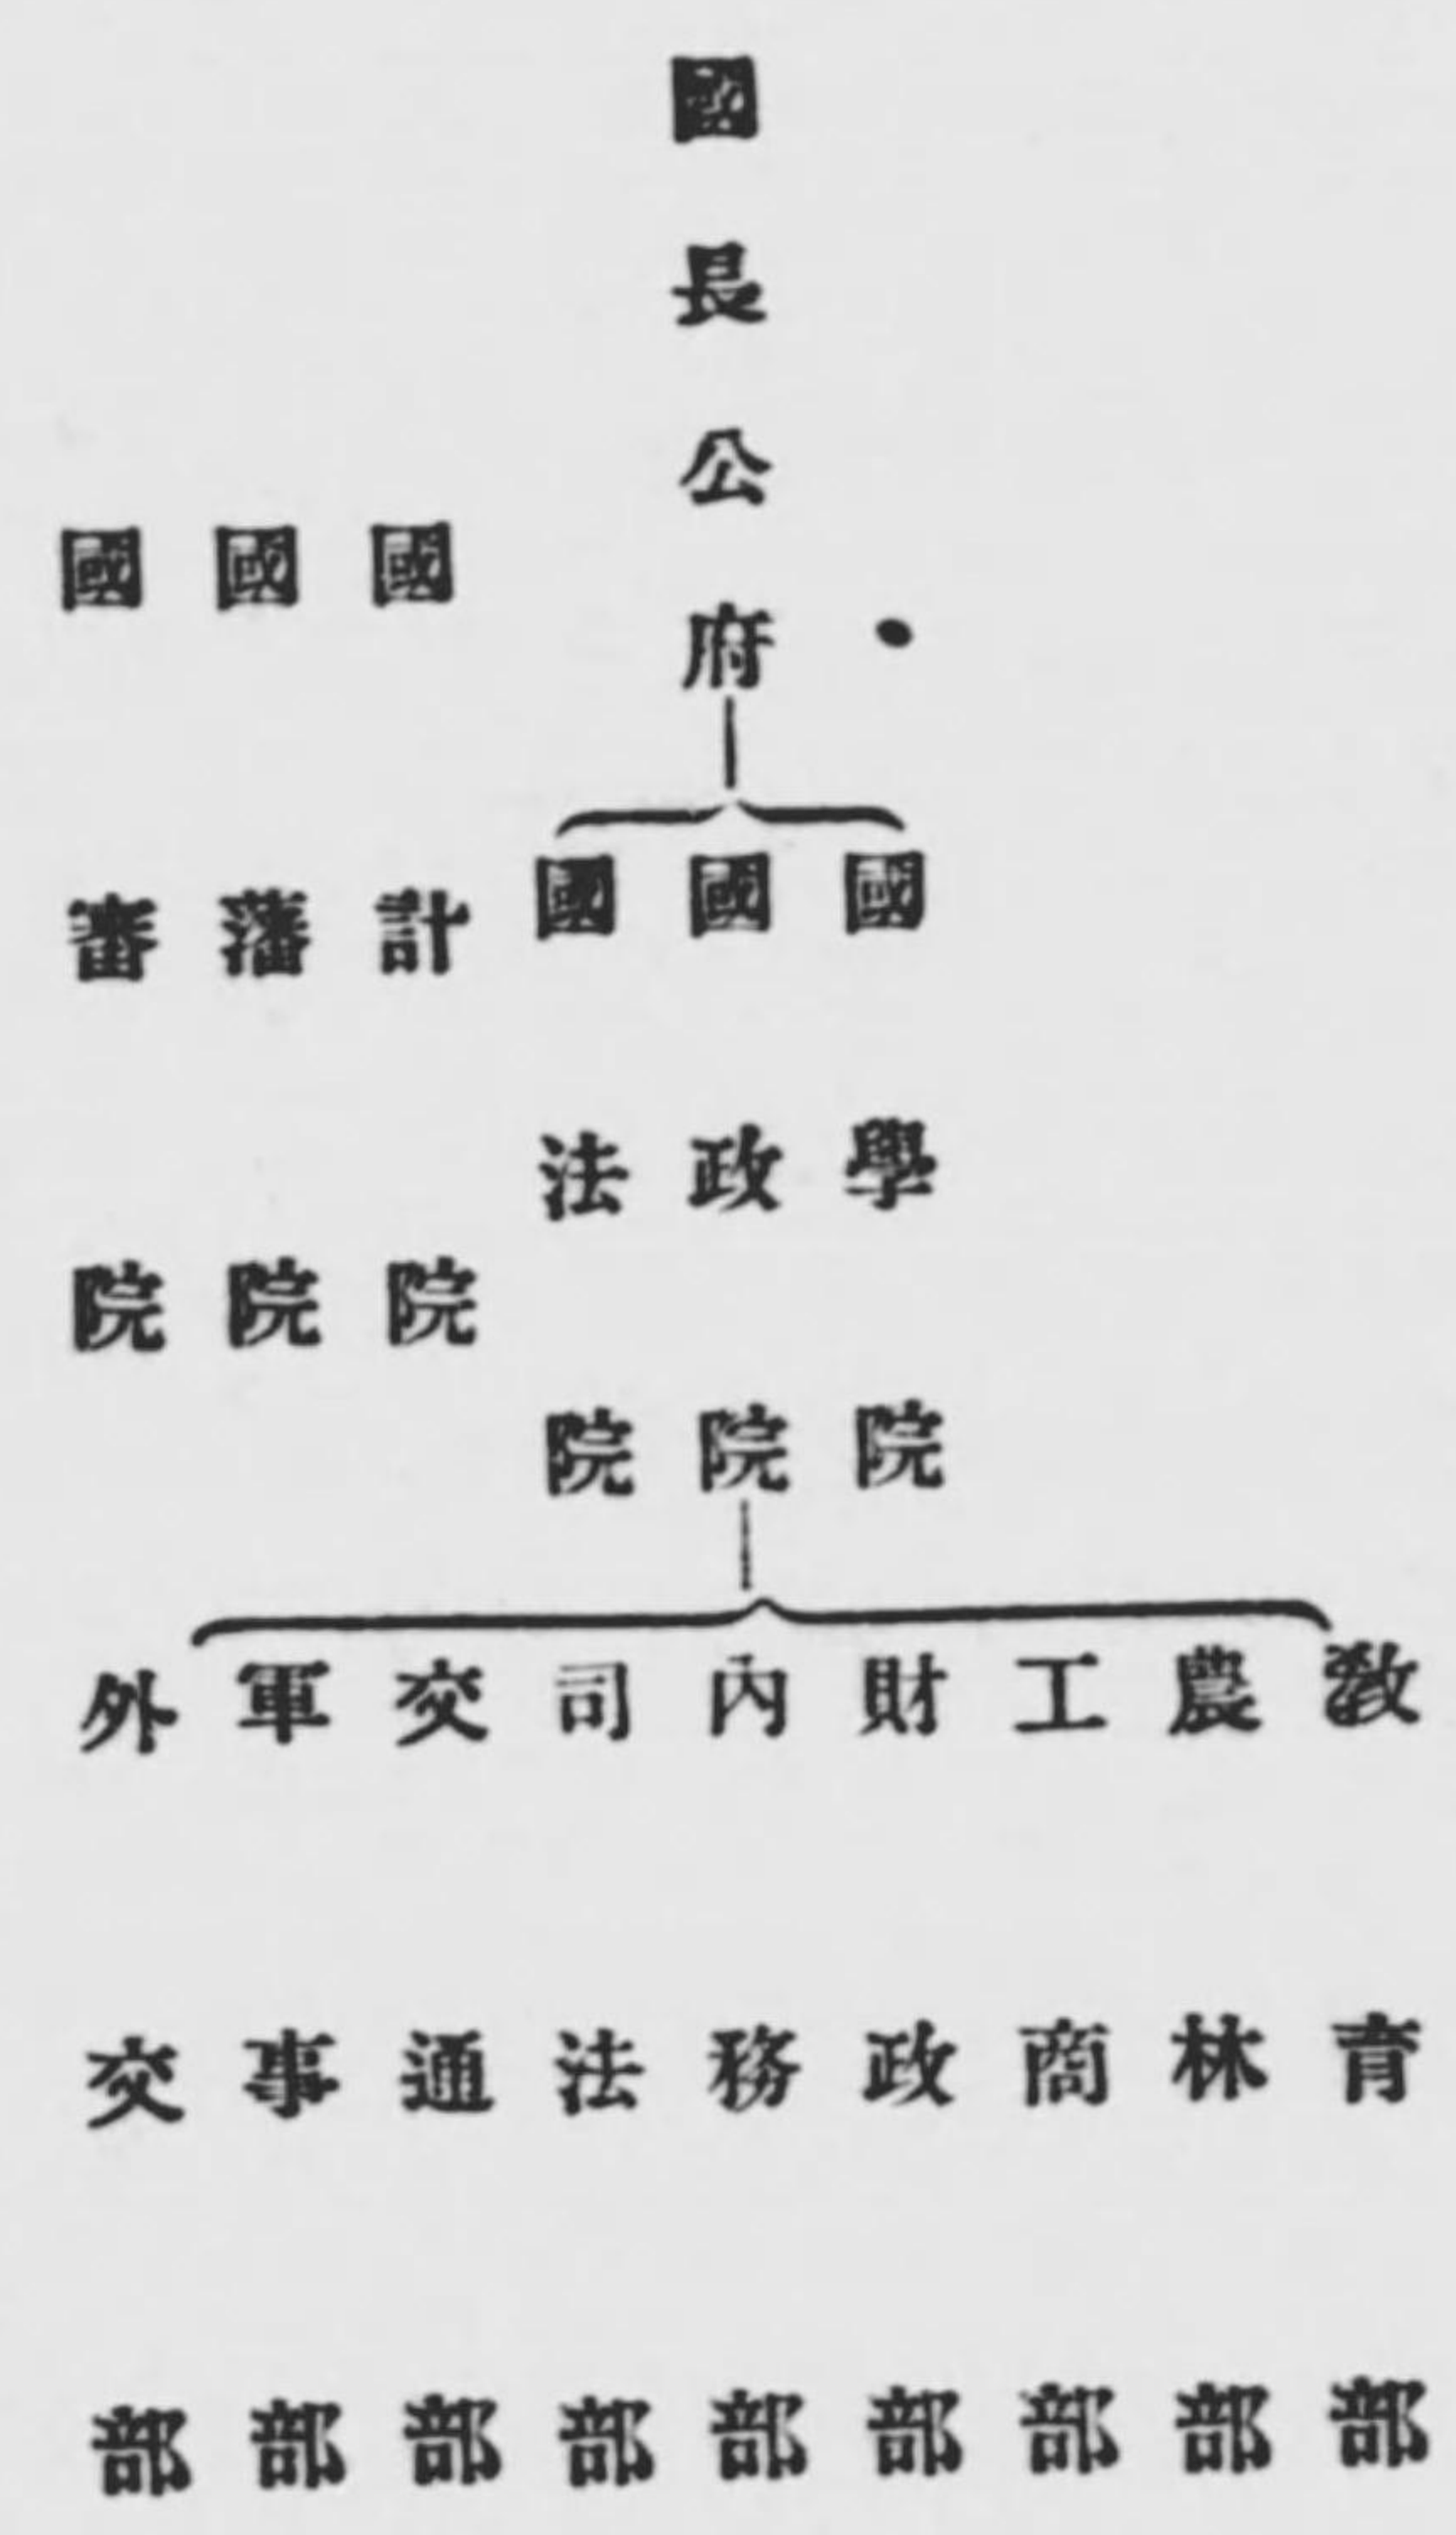 國長公府
國學院
國政院
國法院
國計院
國藩院
國審院
敎育部
農林部
工商部
財政部
內務部
司法部
交通部
軍事部
外交部